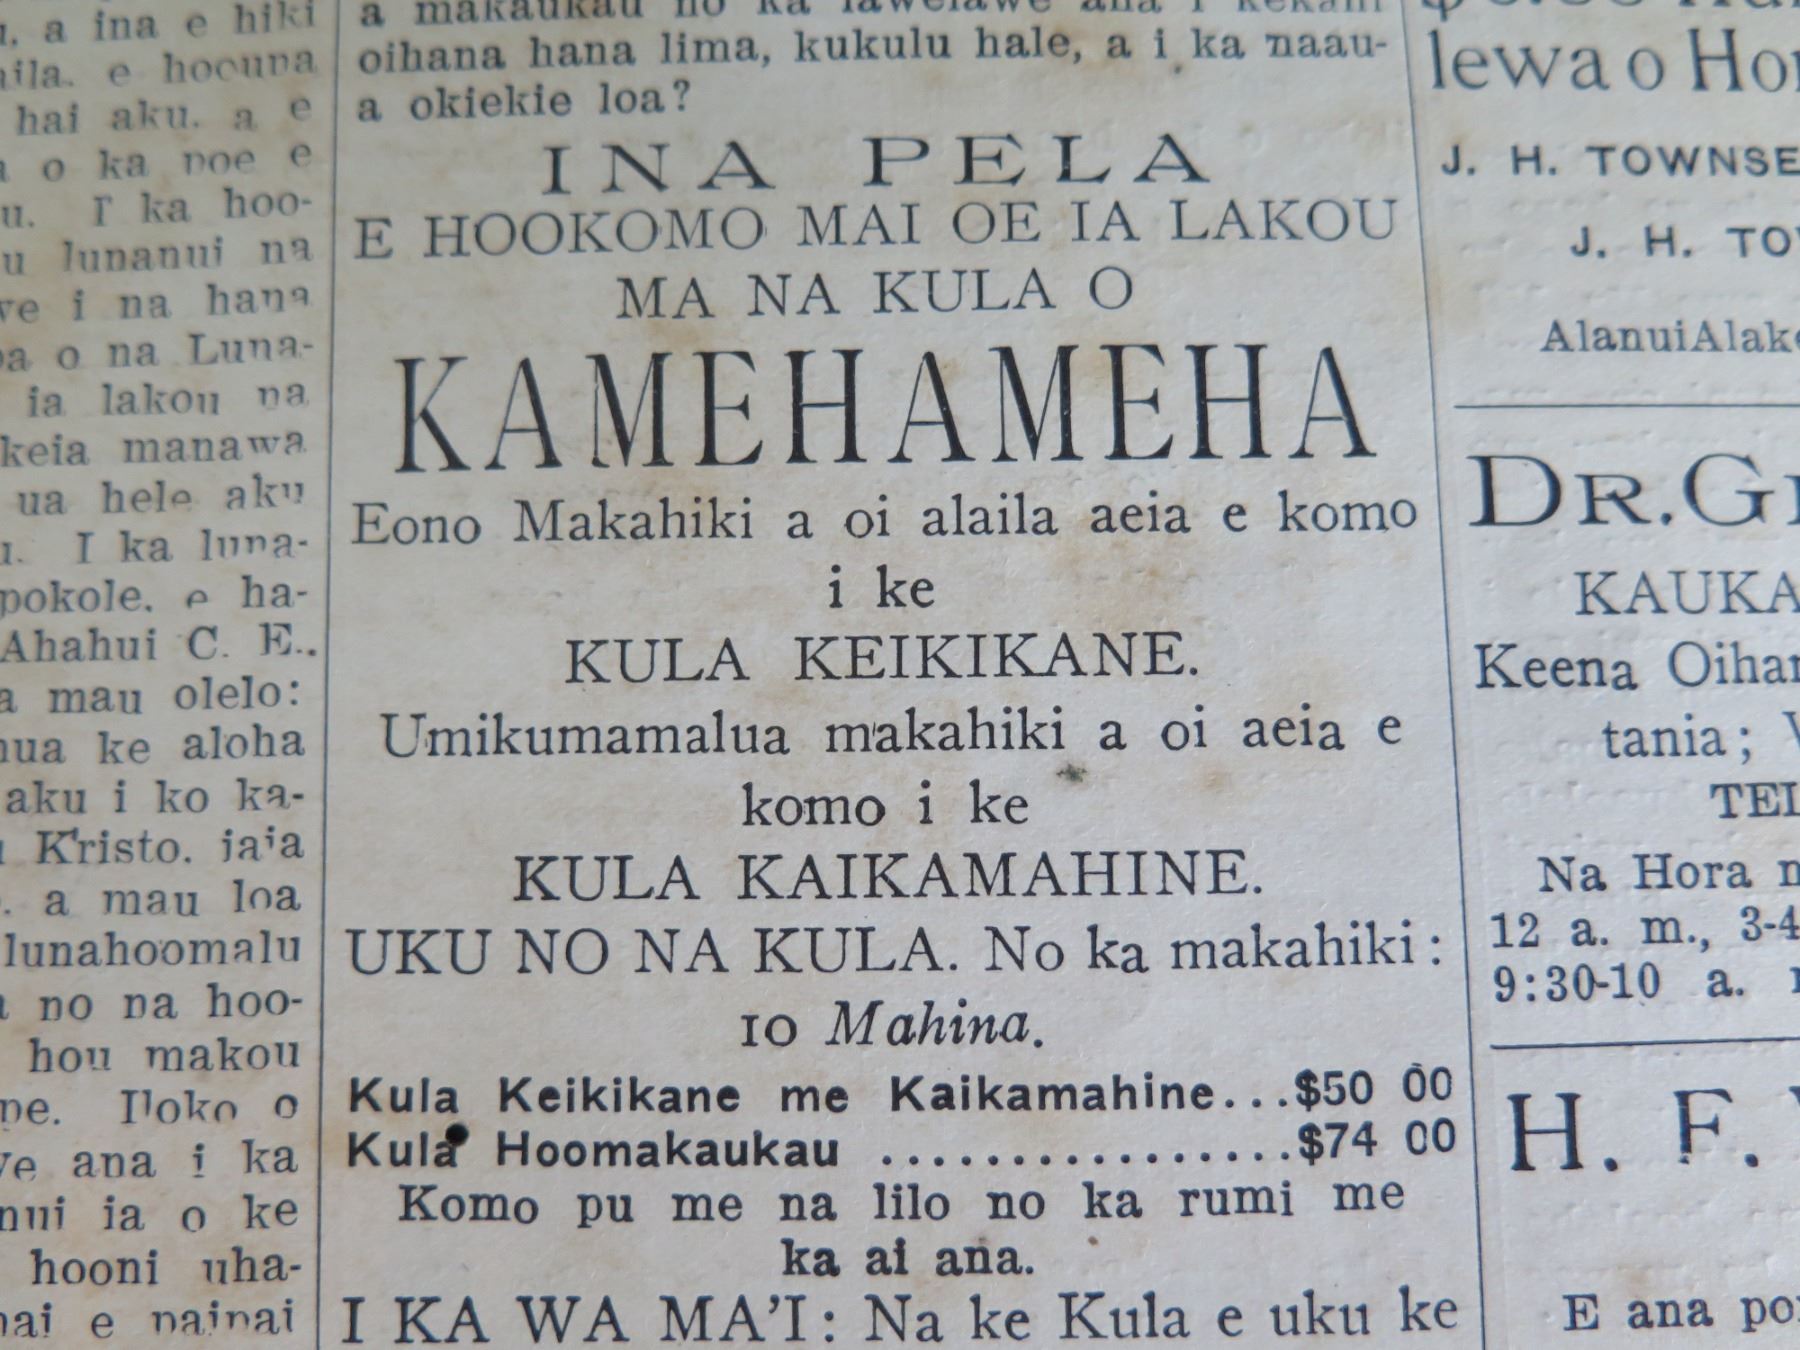 a ina e hiki
e hoouna
hai aku. a e
o ka poe e
I ka hoo-
lunanui na
i na hana
o na Luna-
ia lakou na
keia manawa
ua hele aku
I ka luna-
pokole. e ha-
Ahahui C. E..
a mau olelo:
ke aloha
aku i ko ka-
Kristo. iaia
a mau loa
lunahoomalu
no na hoo-
hou makou
Iloko o
ana i ka
ia o ke
hooni uha-
e nainai
a makaukau no ka lawelawe ana i kekahi
oihana hana lima, kukulu hale, a i ka naau-
a okiekie loa?
INA PELA
E HOOKOMO MAI OE IA LAKOU
MA NA KULA O
KAMEHAMEHA
Eono Makahiki a oi alaila aeia e komo
i ke
KULA KEIKIKANE.
Umikumamalua makahiki a oi aeia e
komo i ke
KULA KAIKAMAHINE.
UKU NO NA KULA. No ka makahiki:
10 Mahina.
Kula Keikikane me Kaikamahine...$50 00
Kula Hoomakaukau .................$74 00
Komo pu me na lilo no ka rumi me
ka ai ana.
I KA WA MA'I: Na ke Kula e uku ke
lewa o
J. H. TOWNSE
J. H. TO
Alanui Alake
DR. G
KAUKA
Keena Oihan
tania;
TEL
Na Hora
12 a. m., 3-4
9:30-10 a.
H. F.
E ana